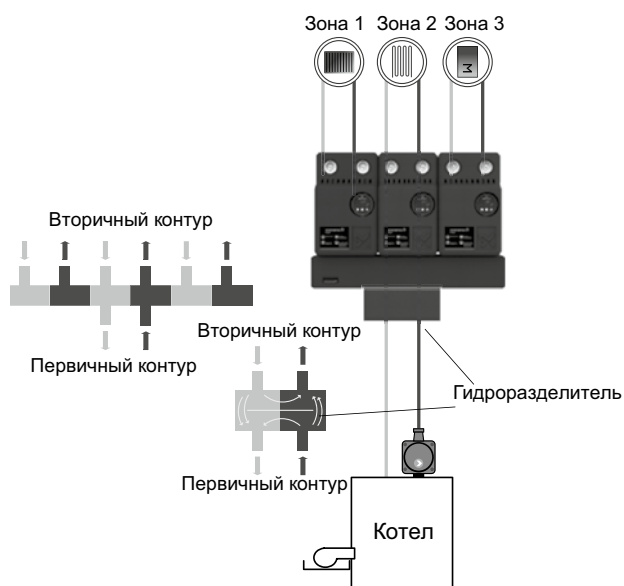 Зона 1 Зона 2 Зона 3
Вторичный контур
Первичный контур
Вторичный контур
Гидроразделитель
Первичный контур
Котел